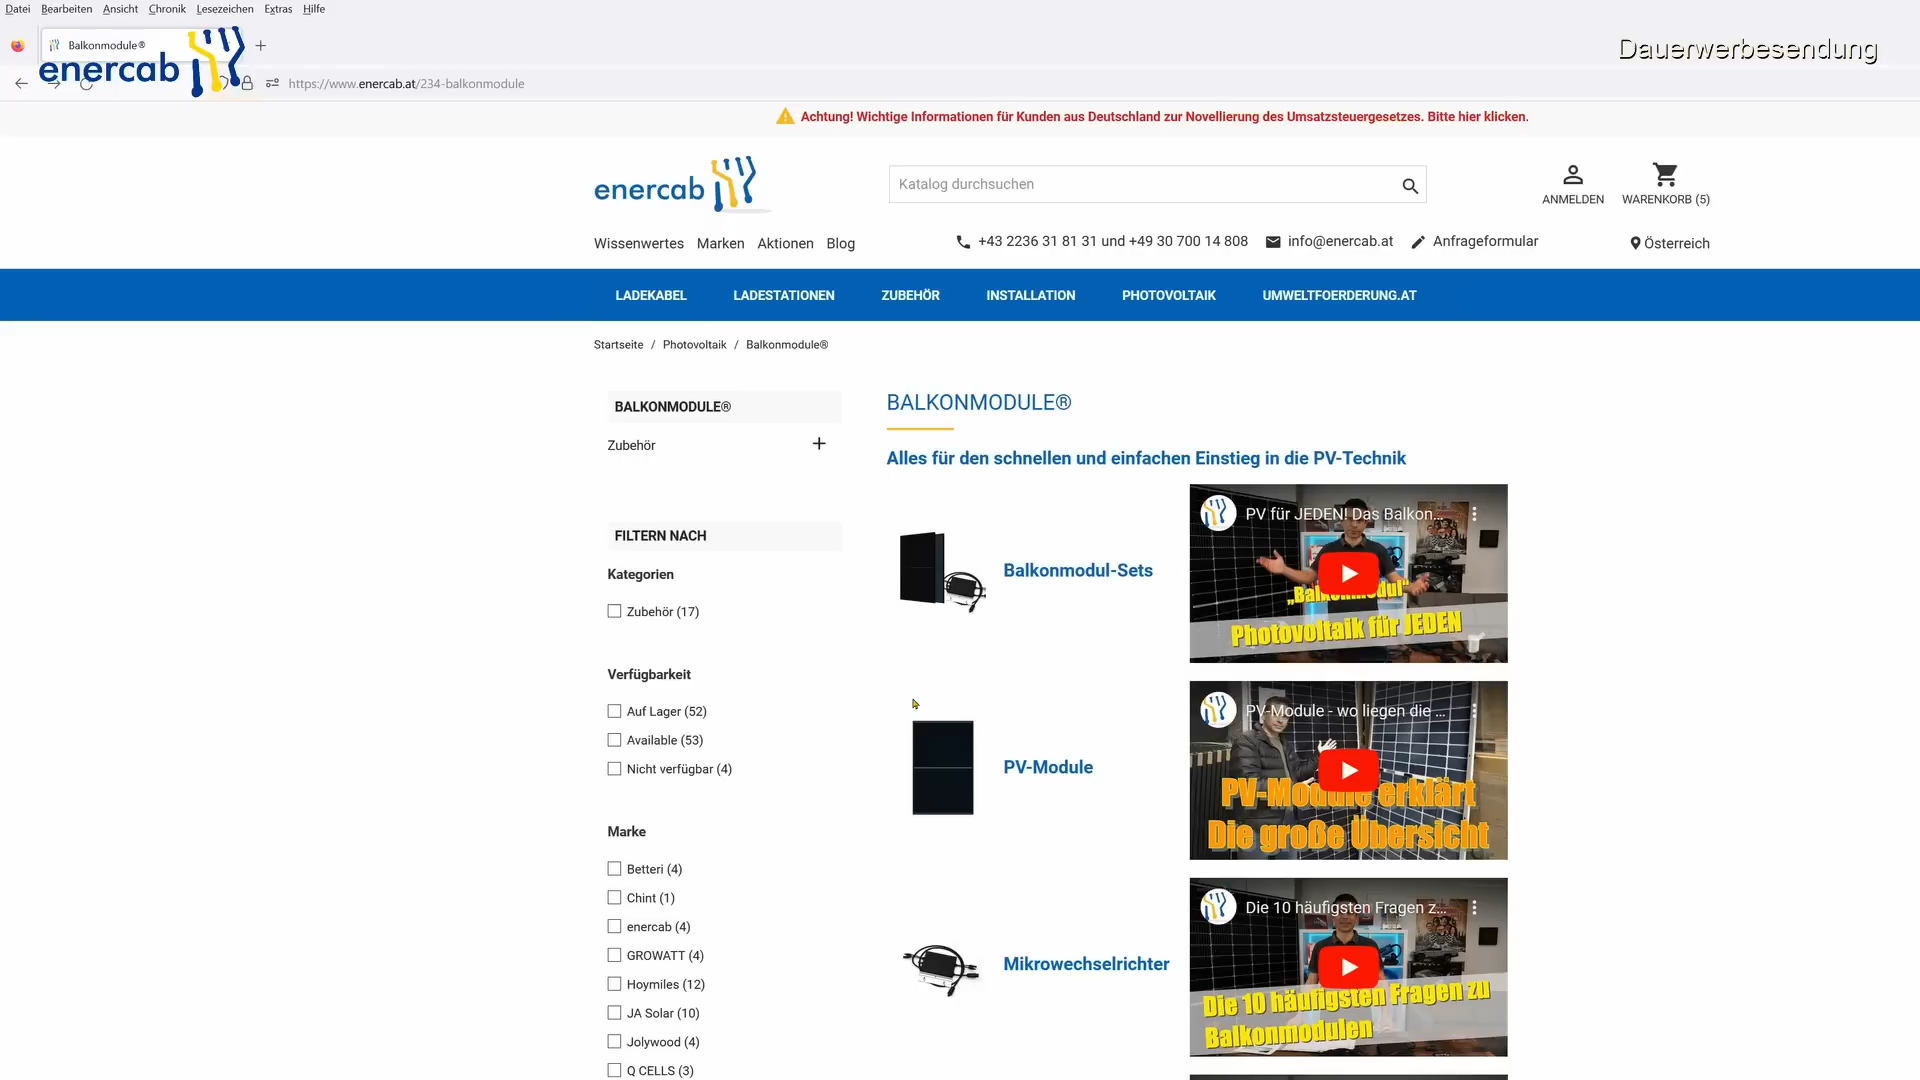 Datei Bearbeiten Ansicht Chronik Lesezeichen Extras Hilfe
Balkonmodule®
enercab
Dauerwerbesendung
https://www.enercab.at/234-balkonmodule
Achtung! Wichtige Informationen für Kunden aus Deutschland zur Novellierung des Umsatzsteuergesetzes. Bitte hier klicken.
enercab
Katalog durchsuchen
ANMELDEN
WARENKORB (5)
Wissenwertes Marken Aktionen Blog
+43 2236 31 81 31 und +49 30 700 14 808
info@enercab.at
Anfrageformular
Österreich
LADEKABEL LADESTATIONEN ZUBEHÖR INSTALLATION PHOTOVOLTAIK UMWELTFOERDERUNG.AT
Startseite / Photovoltaik / Balkonmodule®
BALKONMODULE®
Zubehör
FILTERN NACH
Kategorien
Zubehör (17)
Verfügbarkeit
Auf Lager (52)
Available (53)
Nicht verfügbar (4)
Marke
Betteri (4)
Chint (1)
enercab (4)
GROWATT (4)
Hoymiles (12)
JA Solar (10)
Jolywood (4)
Q CELLS (3)
BALKONMODULE®
Alles für den schnellen und einfachen Einstieg in die PV-Technik
Balkonmodul-Sets
PV für JEDEN! Das Balkon...
„Balkonmodul“
Photovoltaik für JEDEN
PV-Module
PV-Module - wo liegen die ...
PV-Module erklärt
Die große Übersicht
Mikrowechselrichter
Die 10 häufigsten Fragen z...
Die 10 häufigsten Fragen zu
Balkonmodulen